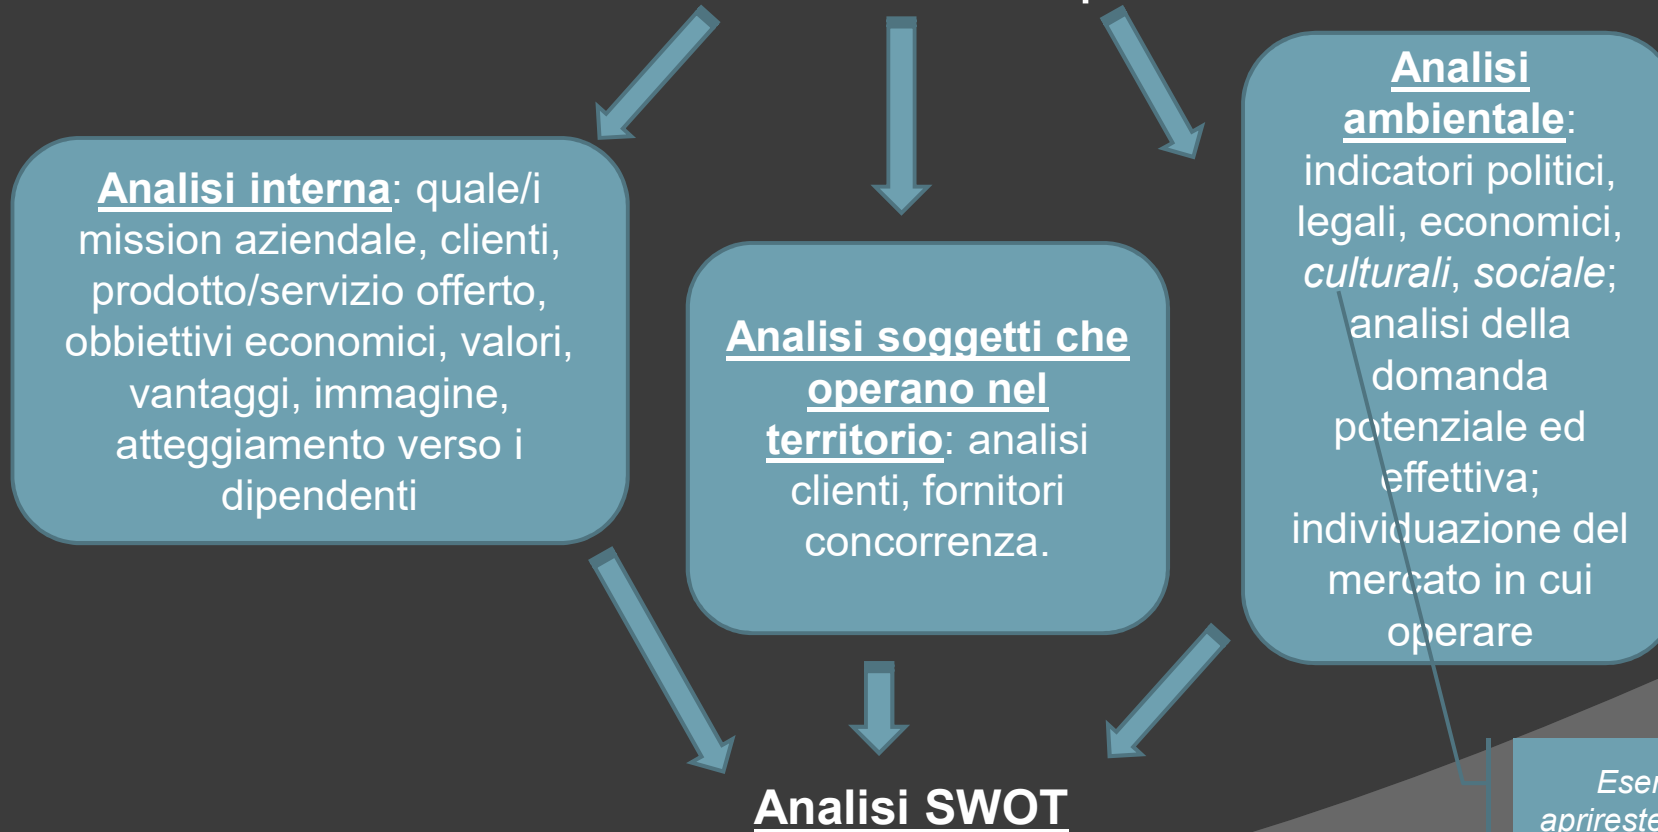 Analisi interna: quale/i
mission aziendale, clienti,
prodotto/servizio offerto,
obbiettivi economici, valori,
vantaggi, immagine,
atteggiamento verso i
dipendenti
Analisi soggetti che
operano nel
territorio: analisi
clienti, fornitori
concorrenza.
Analisi
ambientale:
indicatori politici,
legali, economici,
culturali, sociale;
analisi della
domanda
potenziale ed
effettiva;
individuazione del
mercato in cui
operare
Analisi SWOT
aprireste